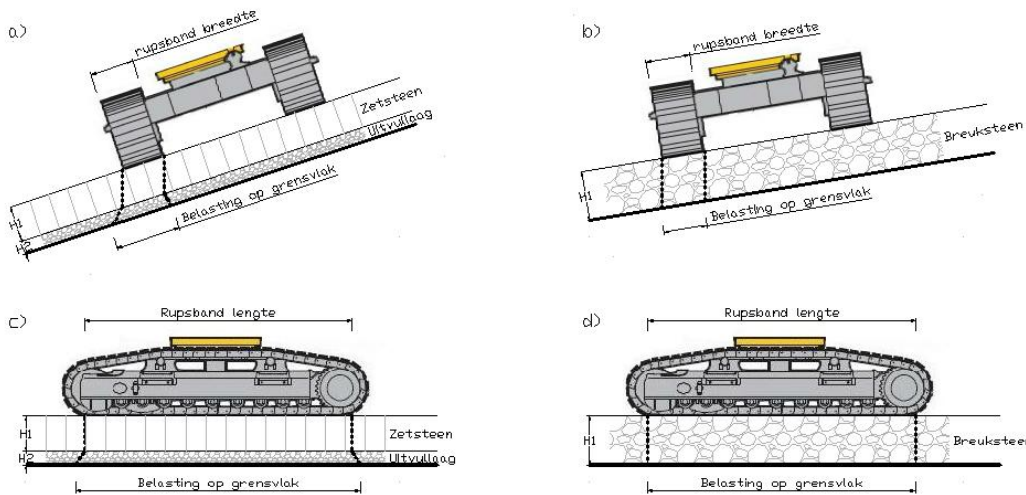 a)
rupsband breedte
Zetsteen
Uitvullaag
Belasting op grensvlak
H1
H2
b)
rupsband breedte
Breuksteen
Belasting op grensvlak
H1
c)
Rupsband lengte
H1
Zetsteen
H2
Uitvullaag
Belasting op grensvlak
d)
Rupsband lengte
H1
Breuksteen
Belasting op grensvlak